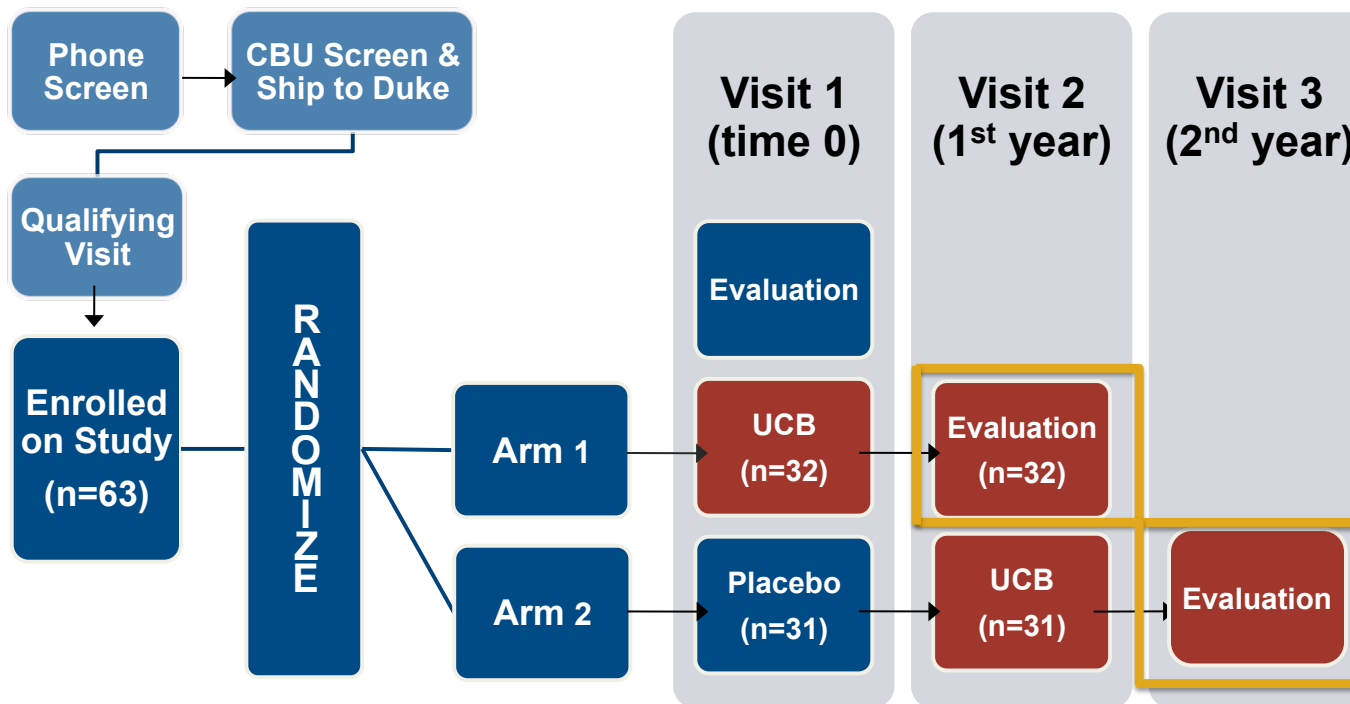 Phone
Screen
CBU Screen &
Ship to Duke
Qualifying
Visit
Enrolled
on Study
(n=63)
RANDOMIZE
Arm 1
Arm 2
Visit 1
(time 0)
Evaluation
UCB
(n=32)
Placebo
(n=31)
Visit 2
(1st year)
Evaluation
(n=32)
UCB
(n=31)
Visit 3
(2nd year)
Evaluation